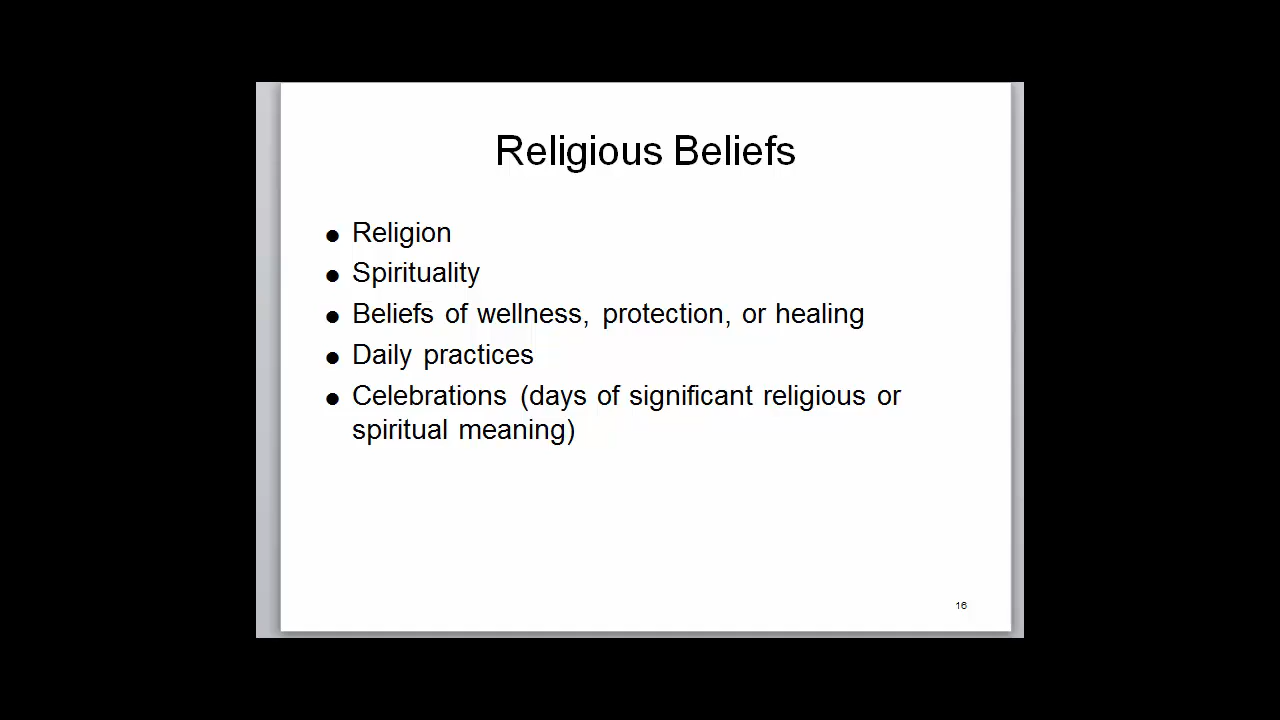 Religious Beliefs
● Religion
● Spirituality
● Beliefs of wellness, protection, or healing
● Daily practices
● Celebrations (days of significant religious or
spiritual meaning)
16